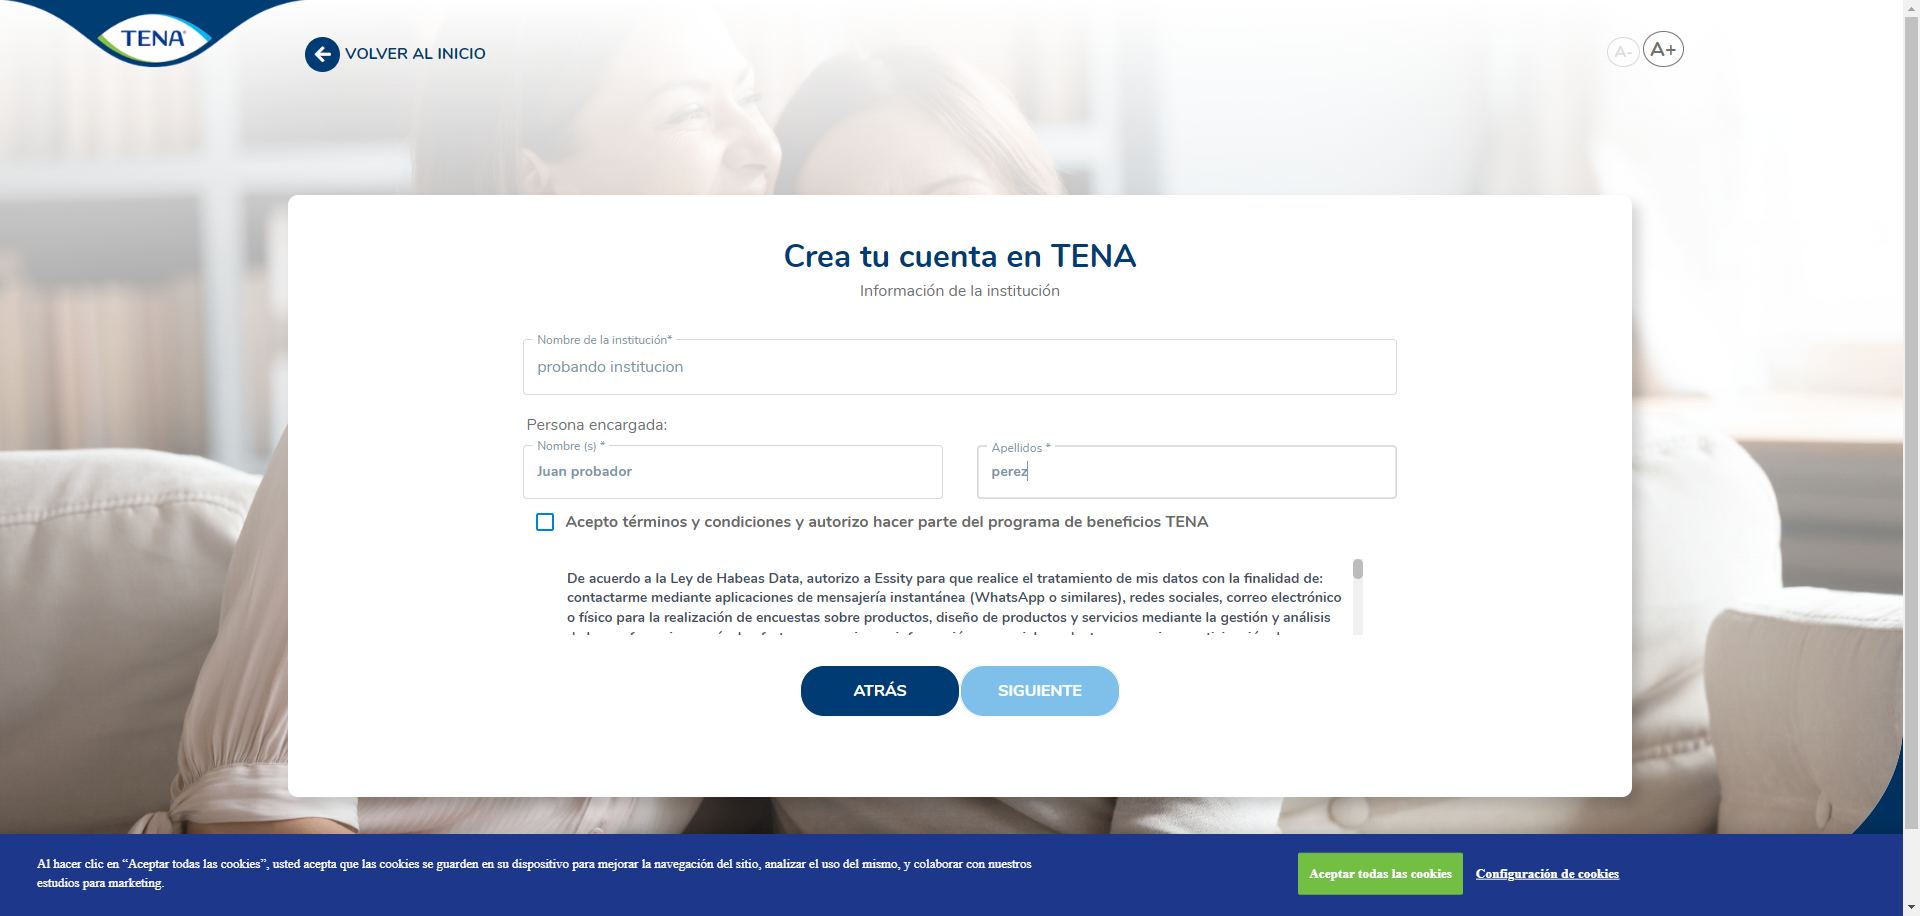 TENA
VOLVER AL INICIO
A-
A+
Crea tu cuenta en TENA
Información de la institución
Nombre de la institución*
probando institucion
Persona encargada:
Nombre (s) *
Juan probador
Apellidos *
perez
Acepto términos y condiciones y autorizo hacer parte del programa de beneficios TENA
De acuerdo a la Ley de Habeas Data, autorizo a Essity para que realice el tratamiento de mis datos con la finalidad de:
contactarme mediante aplicaciones de mensajería instantánea (WhatsApp o similares), redes sociales, correo electrónico
o físico para la realización de encuestas sobre productos, diseño de productos y servicios mediante la gestión y análisis
ATRÁS
SIGUIENTE
Al hacer clic en “Aceptar todas las cookies”, usted acepta que las cookies se guarden en su dispositivo para mejorar la navegación del sitio, analizar el uso del mismo, y colaborar con nuestros
estudios para marketing.
Aceptar todas las cookies
Configuración de cookies